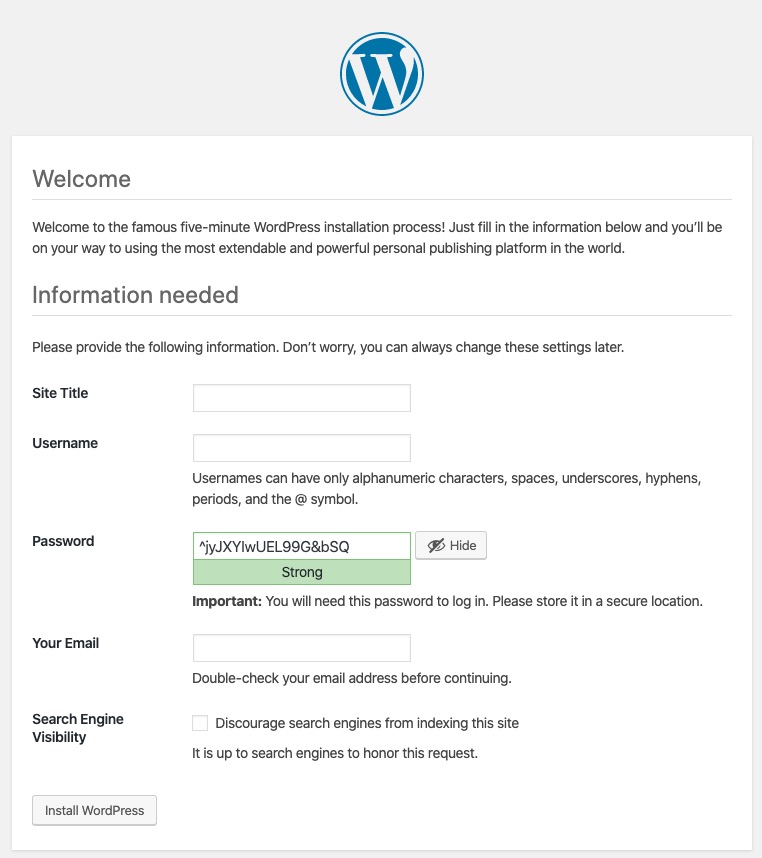 W
Welcome
Welcome to the famous five-minute WordPress installation process! Just fill in the information below and you’ll be
on your way to using the most extendable and powerful personal publishing platform in the world.
Information needed
Please provide the following information. Don’t worry, you can always change these settings later.
Site Title
Username
Usernames can have only alphanumeric characters, spaces, underscores, hyphens,
periods, and the @ symbol.
Password
^jyJXYlwUEL99G&bSQ
Hide
Strong
Important: You will need this password to log in. Please store it in a secure location.
Your Email
Double-check your email address before continuing.
Search Engine
Visibility
Discourage search engines from indexing this site
It is up to search engines to honor this request.
Install WordPress